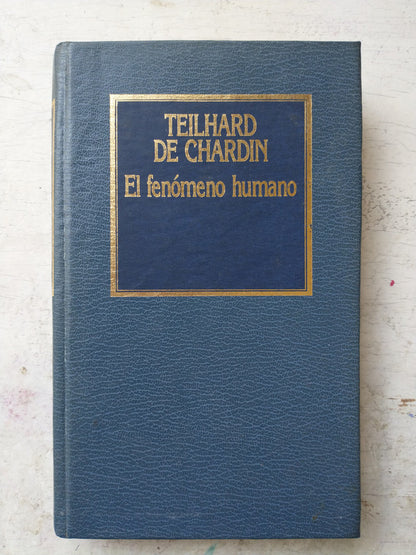 TEILHARD
DE CHARDIN
El fenómeno humano